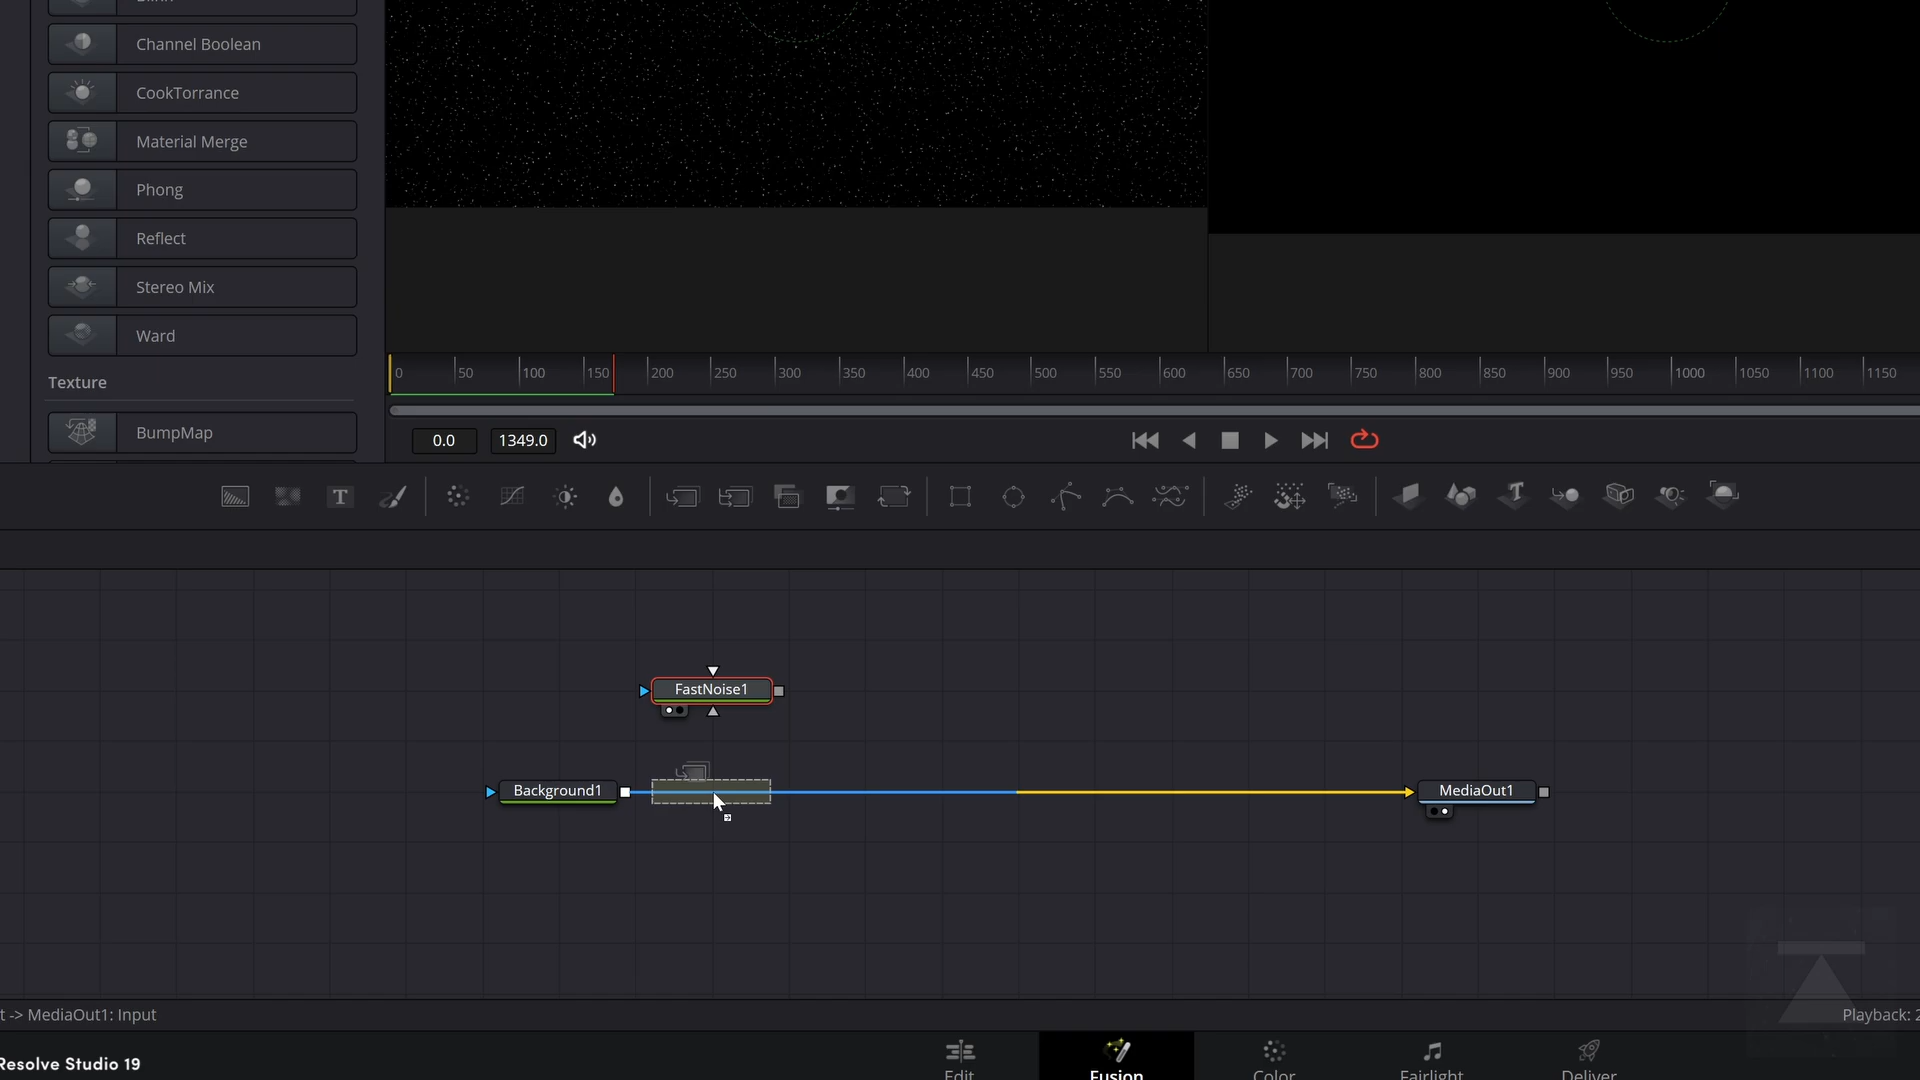 Channel Boolean
CookTorrance
Material Merge
Phong
Reflect
Stereo Mix
Ward
Texture
BumpMap
0 50 100 150 200 250 300 350 400 450 500 550 600 650 700 750 800 850 900 950 1000 1050 1100 1150
0.0 1349.0
T
FastNoise1
Background1
MediaOut1
t -> MediaOut1: Input
Playback: 2
Resolve Studio 19
Edit
Fusion
Color
Fairlight
Deliver